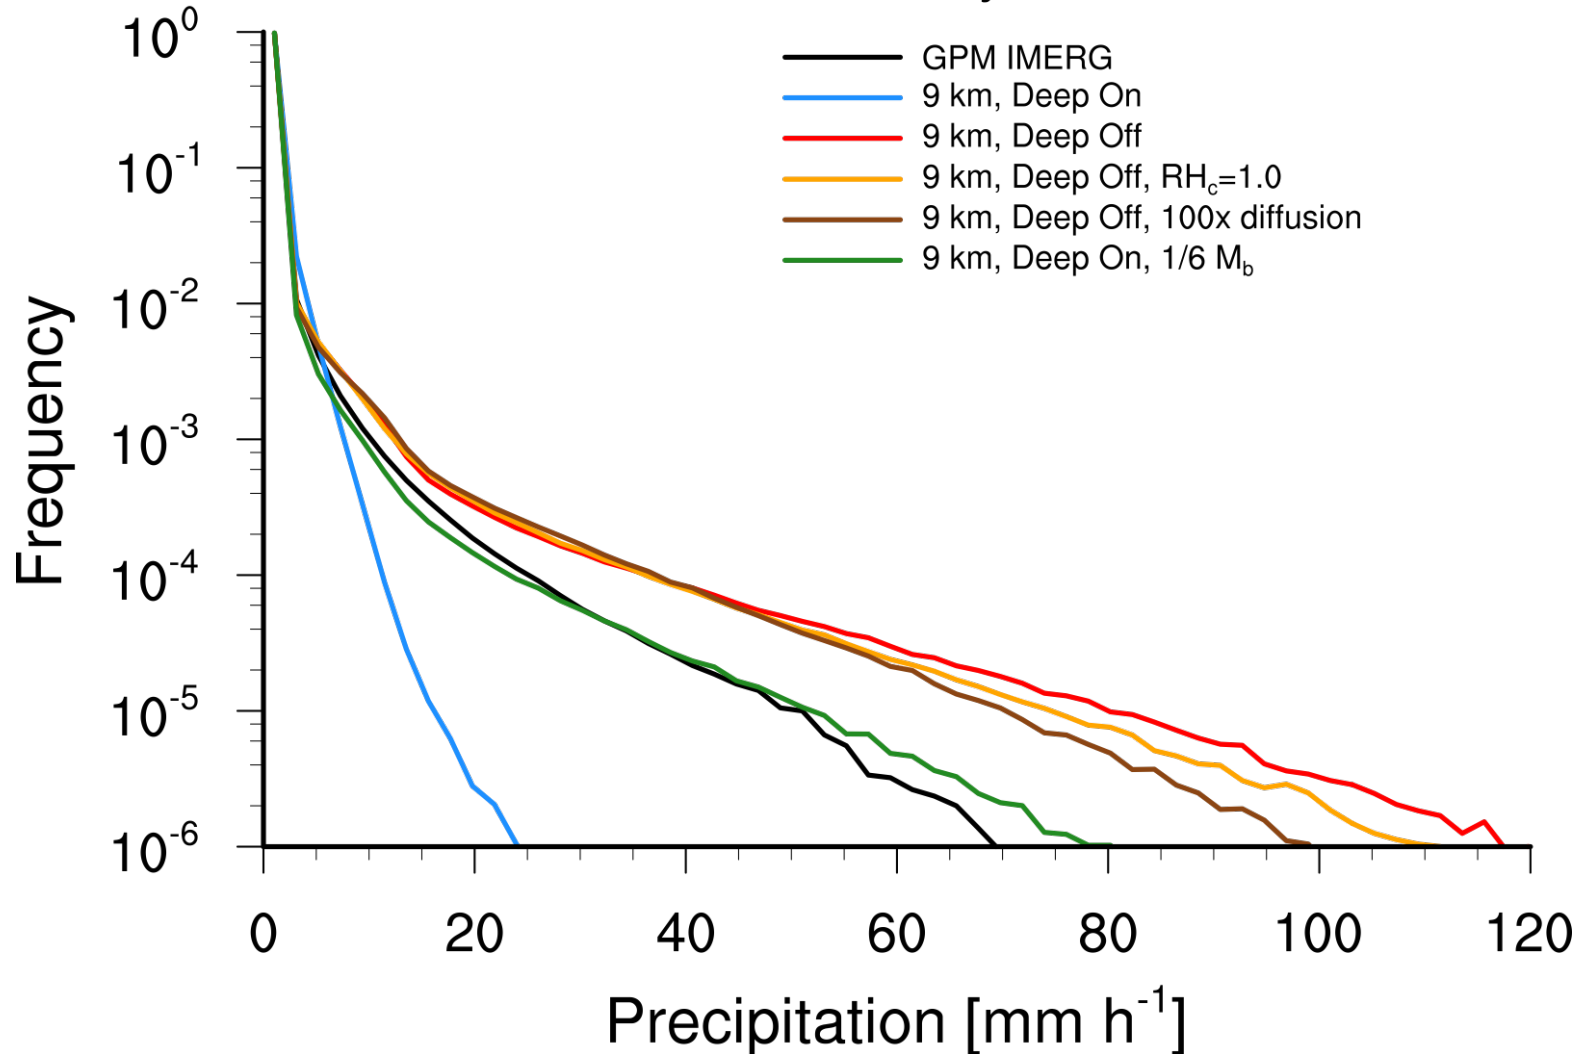 10^0
10^-1
10^-2
10^-3
10^-4
10^-5
10^-6
Frequency
GPM IMERG
9 km, Deep On
9 km, Deep Off
9 km, Deep Off, RH_c=1.0
9 km, Deep Off, 100x diffusion
9 km, Deep On, 1/6 M_b
0 20 40 60 80 100 120
Precipitation [mm h^-1]